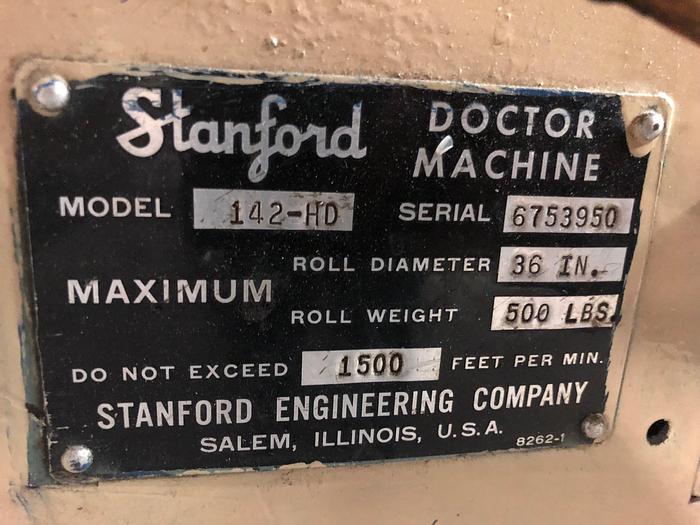 Stanford DOCTOR MACHINE
MODEL 142-HD SERIAL 6753950
MAXIMUM
ROLL DIAMETER 36 IN.
ROLL WEIGHT 500 LBS.
DO NOT EXCEED 1500 FEET PER MIN.
STANFORD ENGINEERING COMPANY
SALEM, ILLINOIS, U.S.A. 8262-1